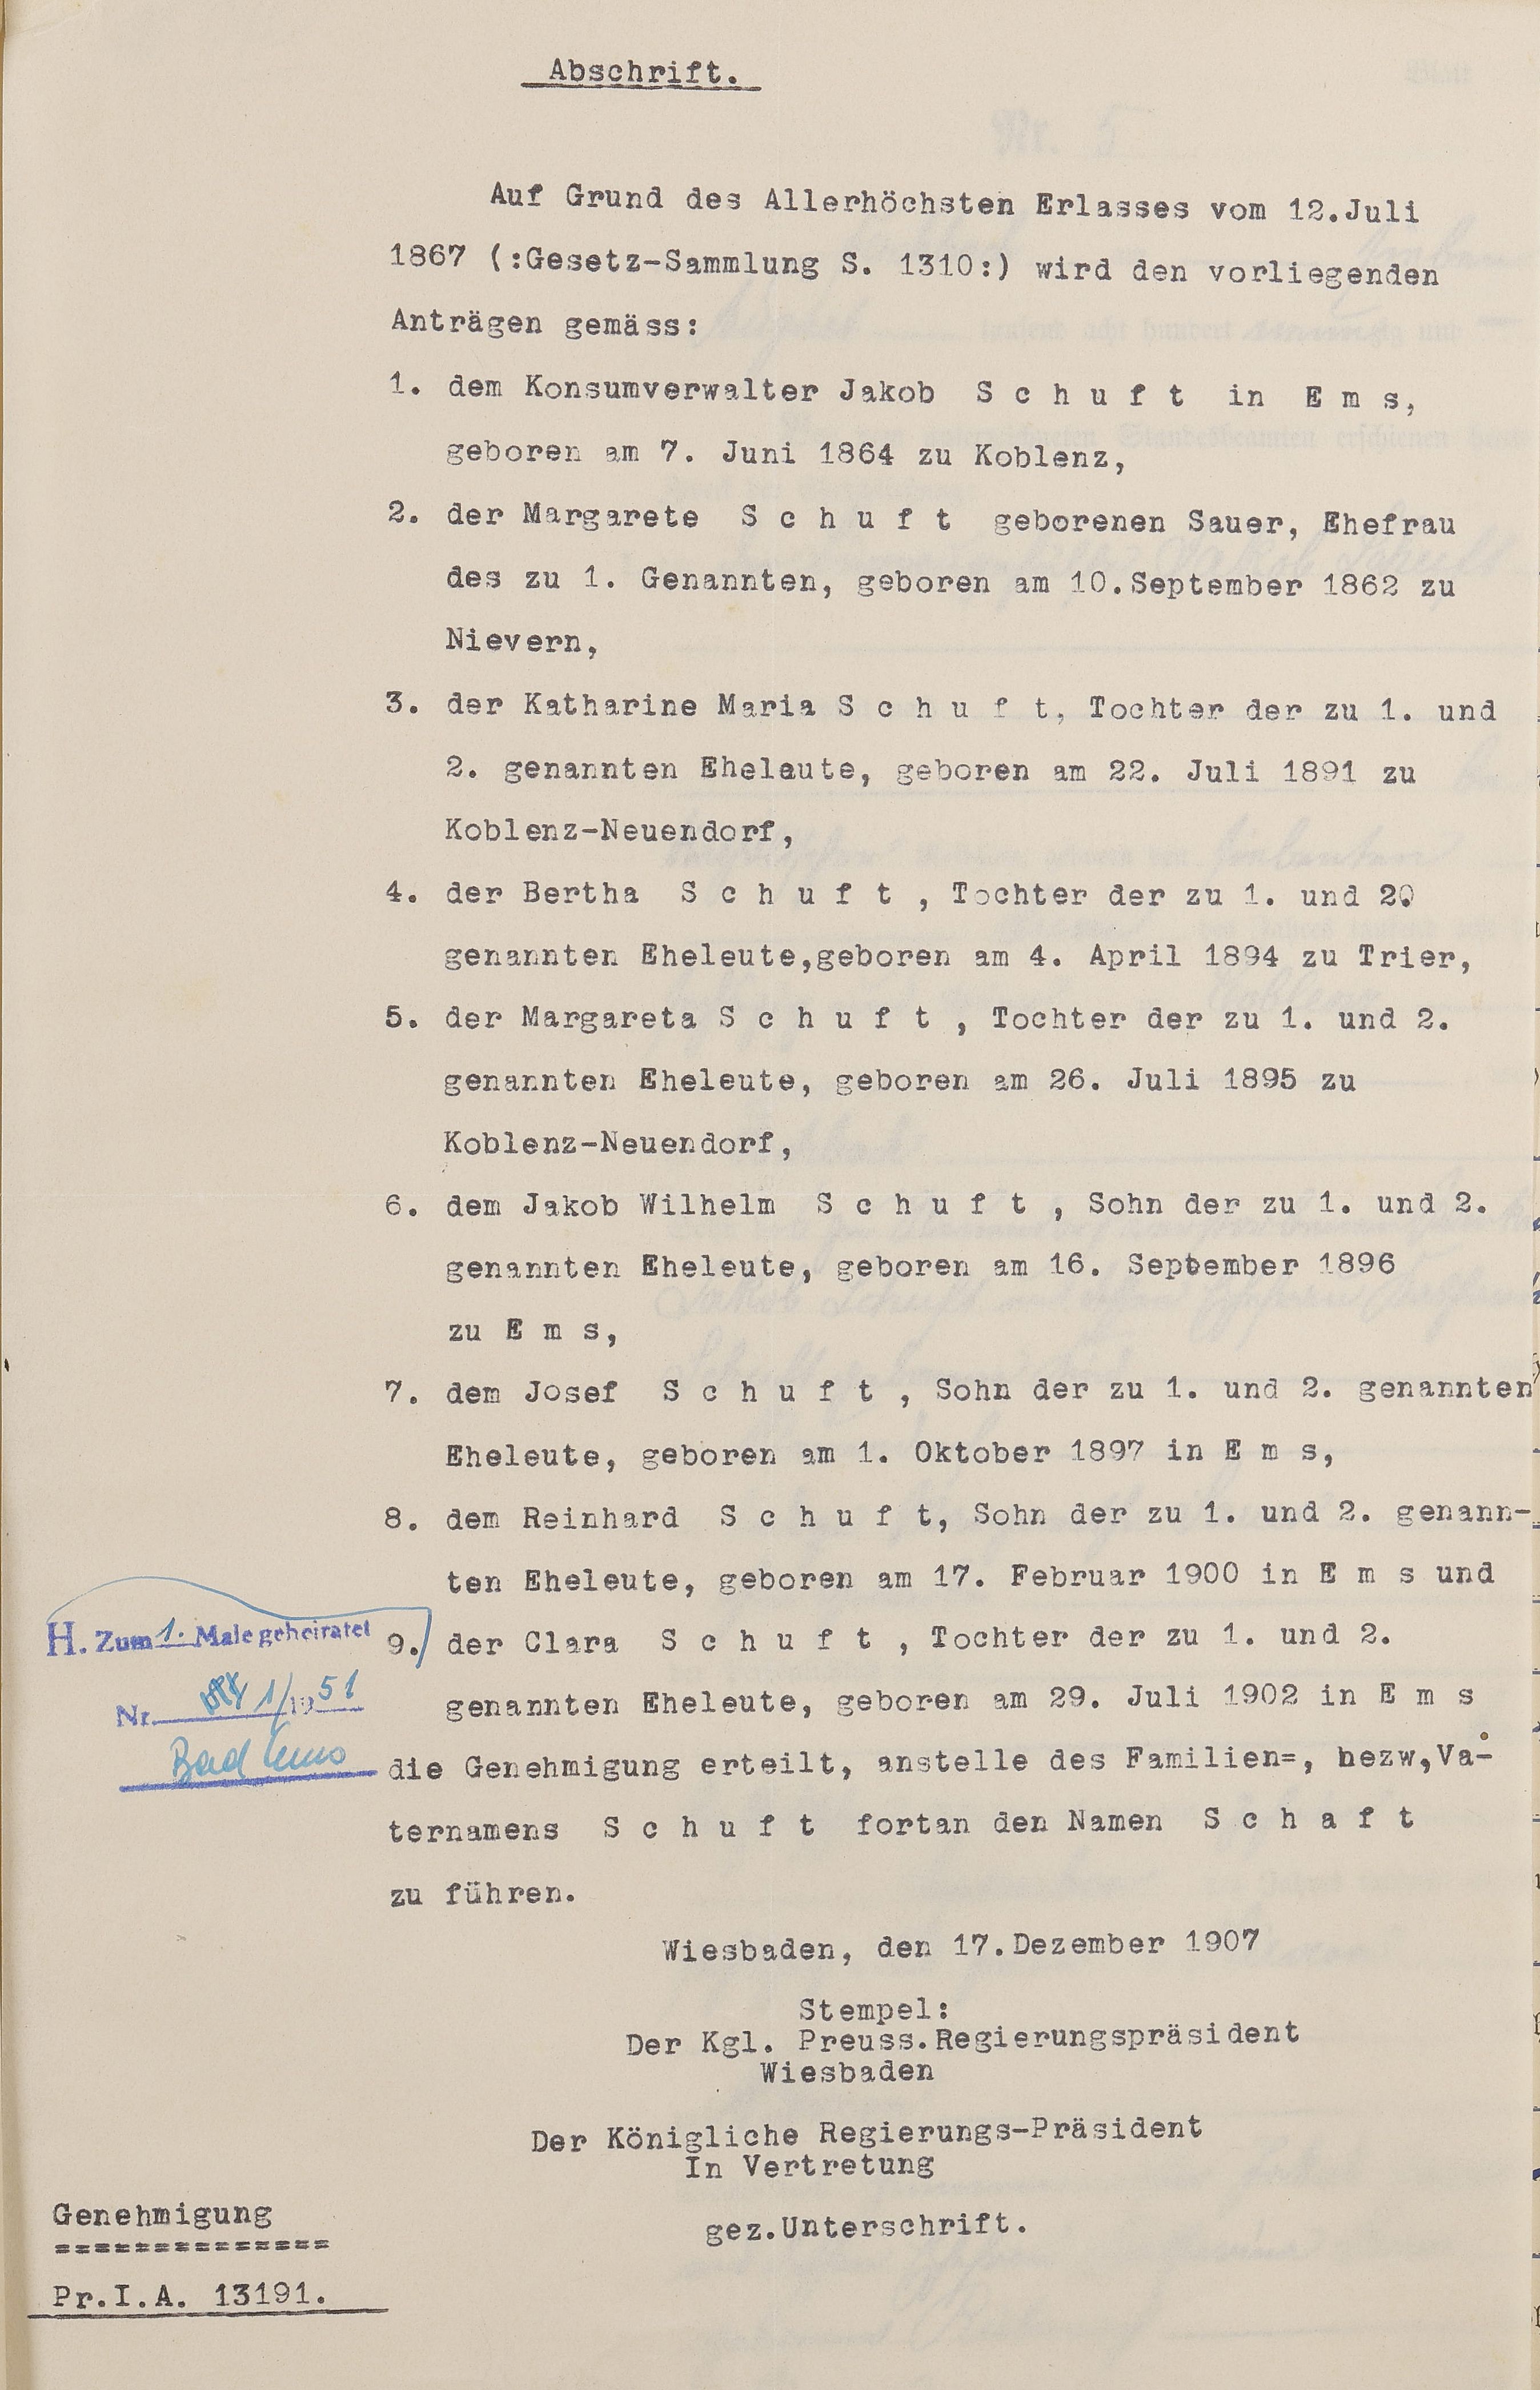 Abschrift.
Auf Grund des Allerhöchsten Erlasses vom 12.Juli
1867 (:Gesetz-Sammlung S. 1310:) wird den vorliegenden
Anträgen gemäss:
1. dem Konsumverwalter Jakob S c h u f t in E m s,
geboren am 7. Juni 1864 zu Koblenz,
2. der Margarete S c h u f t geborenen Sauer, Ehefrau
des zu 1. Genannten, geboren am 10.September 1862 zu
Nievern,
3. der Katharine Maria S c h u f t, Tochter der zu 1. und
2. genannten Eheleute, geboren am 22. Juli 1891 zu
Koblenz-Neuendorf,
4. der Bertha S c h u f t , Tochter der zu 1. und 2.
genannten Eheleute,geboren am 4. April 1894 zu Trier,
5. der Margareta S c h u f t , Tochter der zu 1. und 2.
genannten Eheleute, geboren am 26. Juli 1895 zu
Koblenz-Neuendorf,
6. dem Jakob Wilhelm S c h u f t , Sohn der zu 1. und 2.
genannten Eheleute, geboren am 16. September 1896
zu E m s,
7. dem Josef S c h u f t , Sohn der zu 1. und 2. genannten
Eheleute, geboren am 1. Oktober 1897 in E m s,
8. dem Reinhard S c h u f t, Sohn der zu 1. und 2. genann-
ten Eheleute, geboren am 17. Februar 1900 in E m s und
H. Zum 1. Male geheiratet
9. der Clara S c h u f t , Tochter der zu 1. und 2.
Nr. 1/1951
genannten Eheleute, geboren am 29. Juli 1902 in E m s
Bad Ems
die Genehmigung erteilt, anstelle des Familien=, bezw,Va-
ternamens S c h u f t fortan den Namen S c h a f t
zu führen.
Wiesbaden, den 17.Dezember 1907
Stempel:
Der Kgl. Preuss.Regierungspräsident
Wiesbaden
Der Königliche Regierungs-Präsident
In Vertretung
gez.Unterschrift.
Genehmigung
==============
Pr.I.A. 13191.